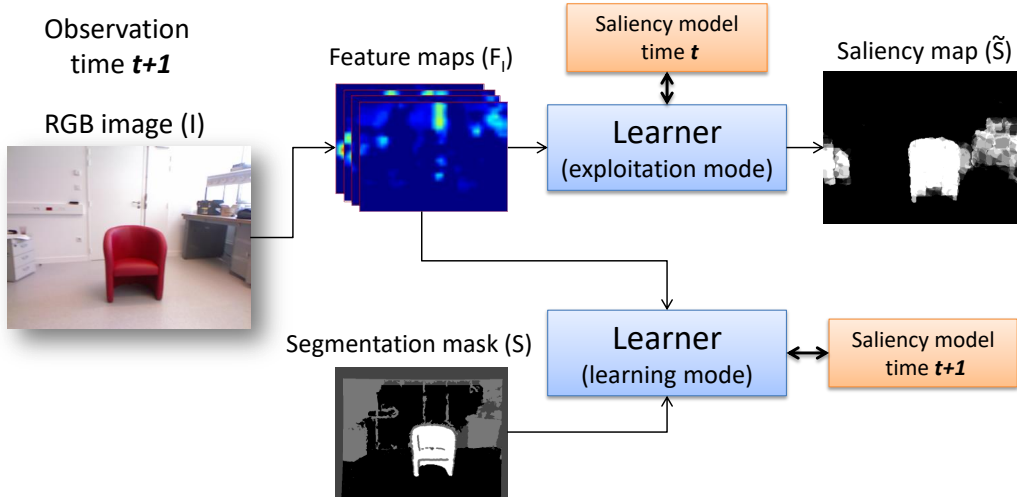 Observation
time t+1
RGB image (I)
Feature maps (F_I)
Saliency model
time t
Learner
(exploitation mode)
Saliency map (S̃)
Segmentation mask (S)
Learner
(learning mode)
Saliency model
time t+1